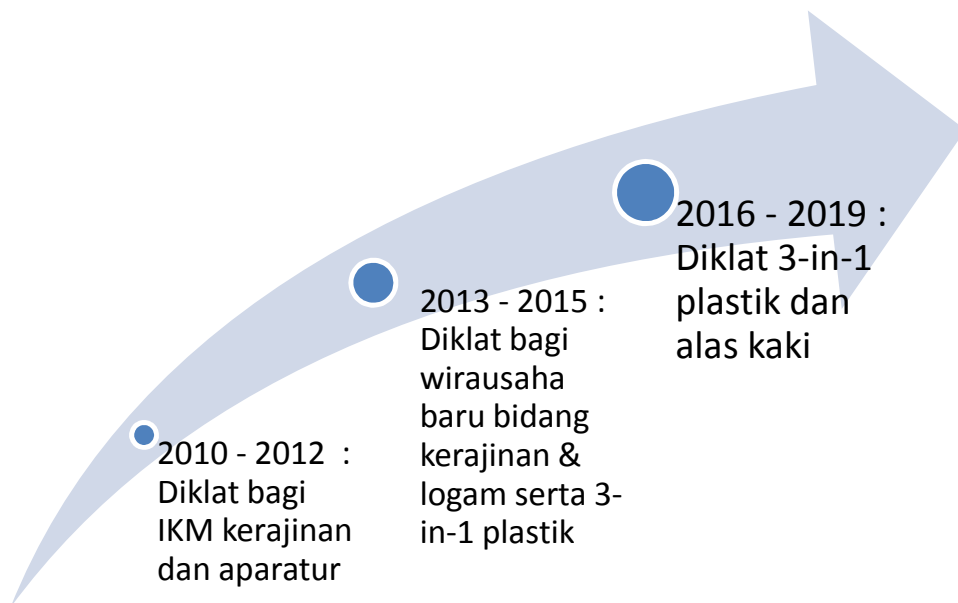 2010 - 2012  :
Diklat bagi
IKM kerajinan
dan aparatur
2013 - 2015 :
Diklat bagi
wirausaha
baru bidang
kerajinan &
logam serta 3-
in-1 plastik
2016 - 2019 :
Diklat 3-in-1
plastik dan
alas kaki